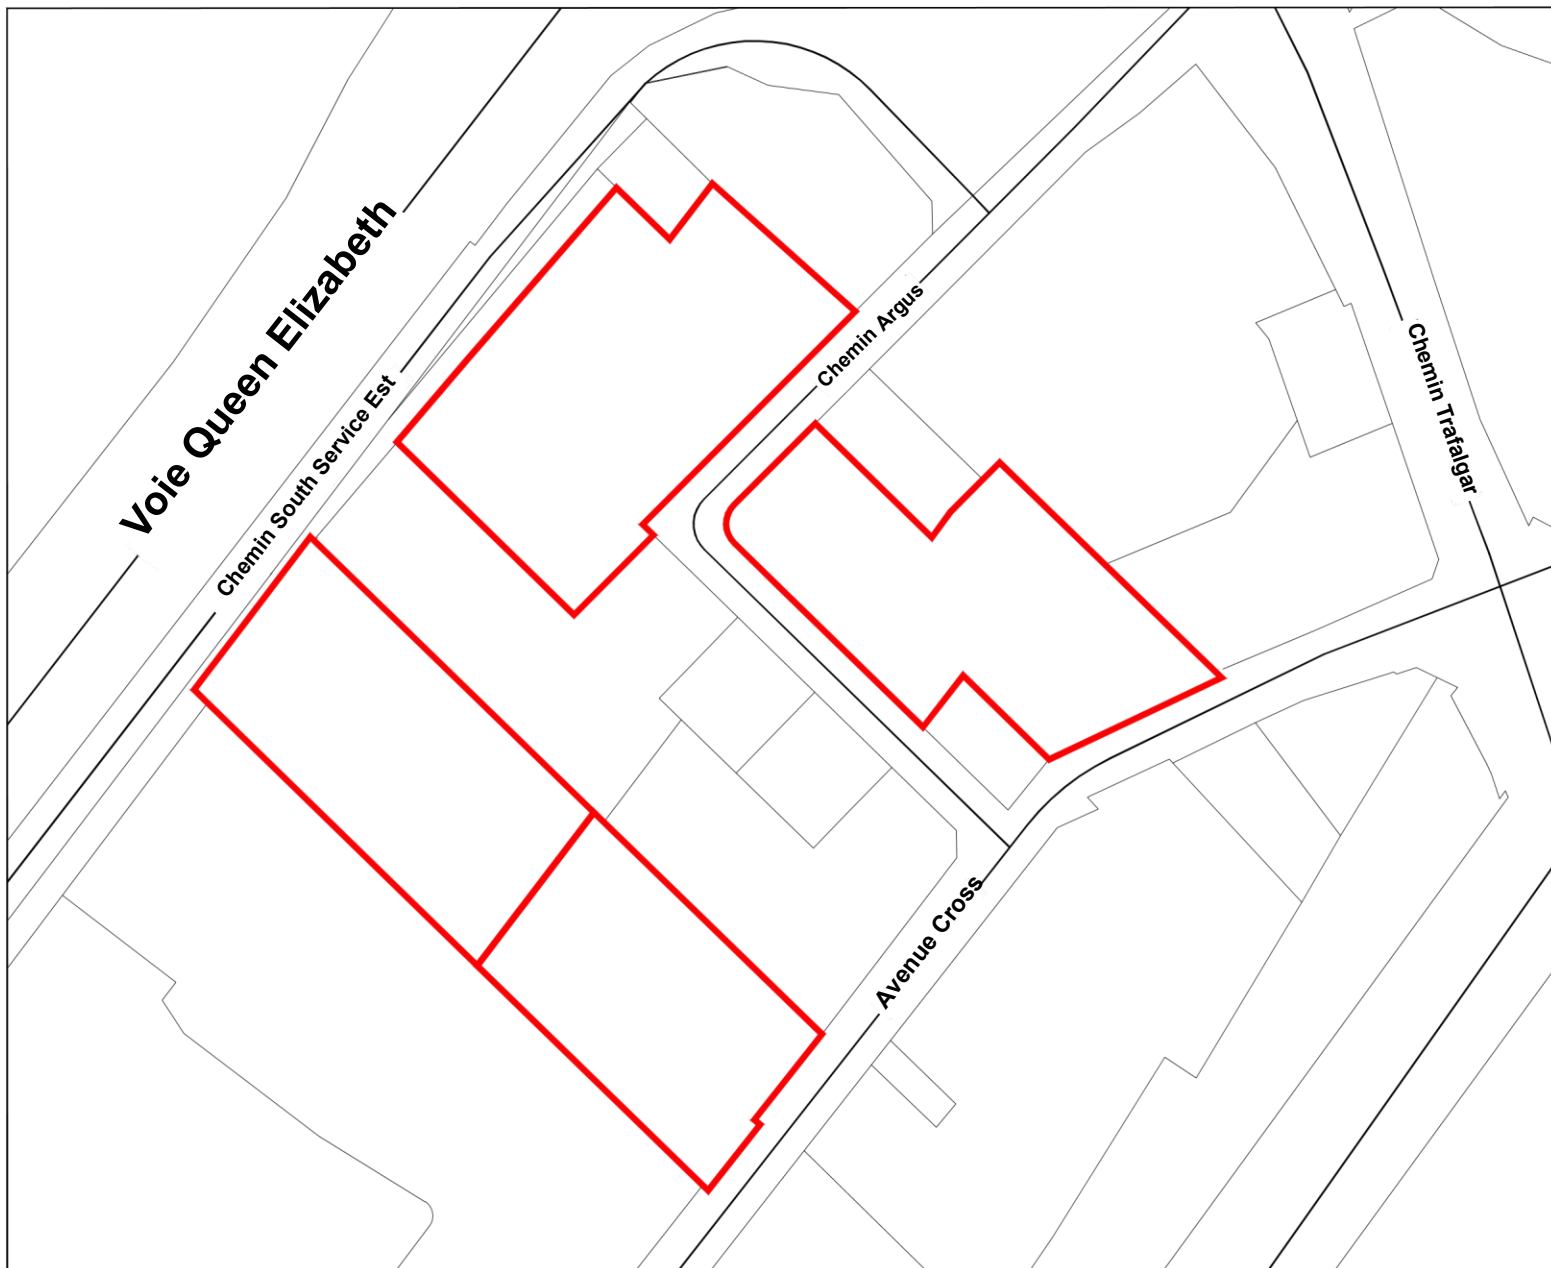 Voie Queen Elizabeth
Chemin South Service Est
Chemin Argus
Chemin Trafalgar
Avenue Cross